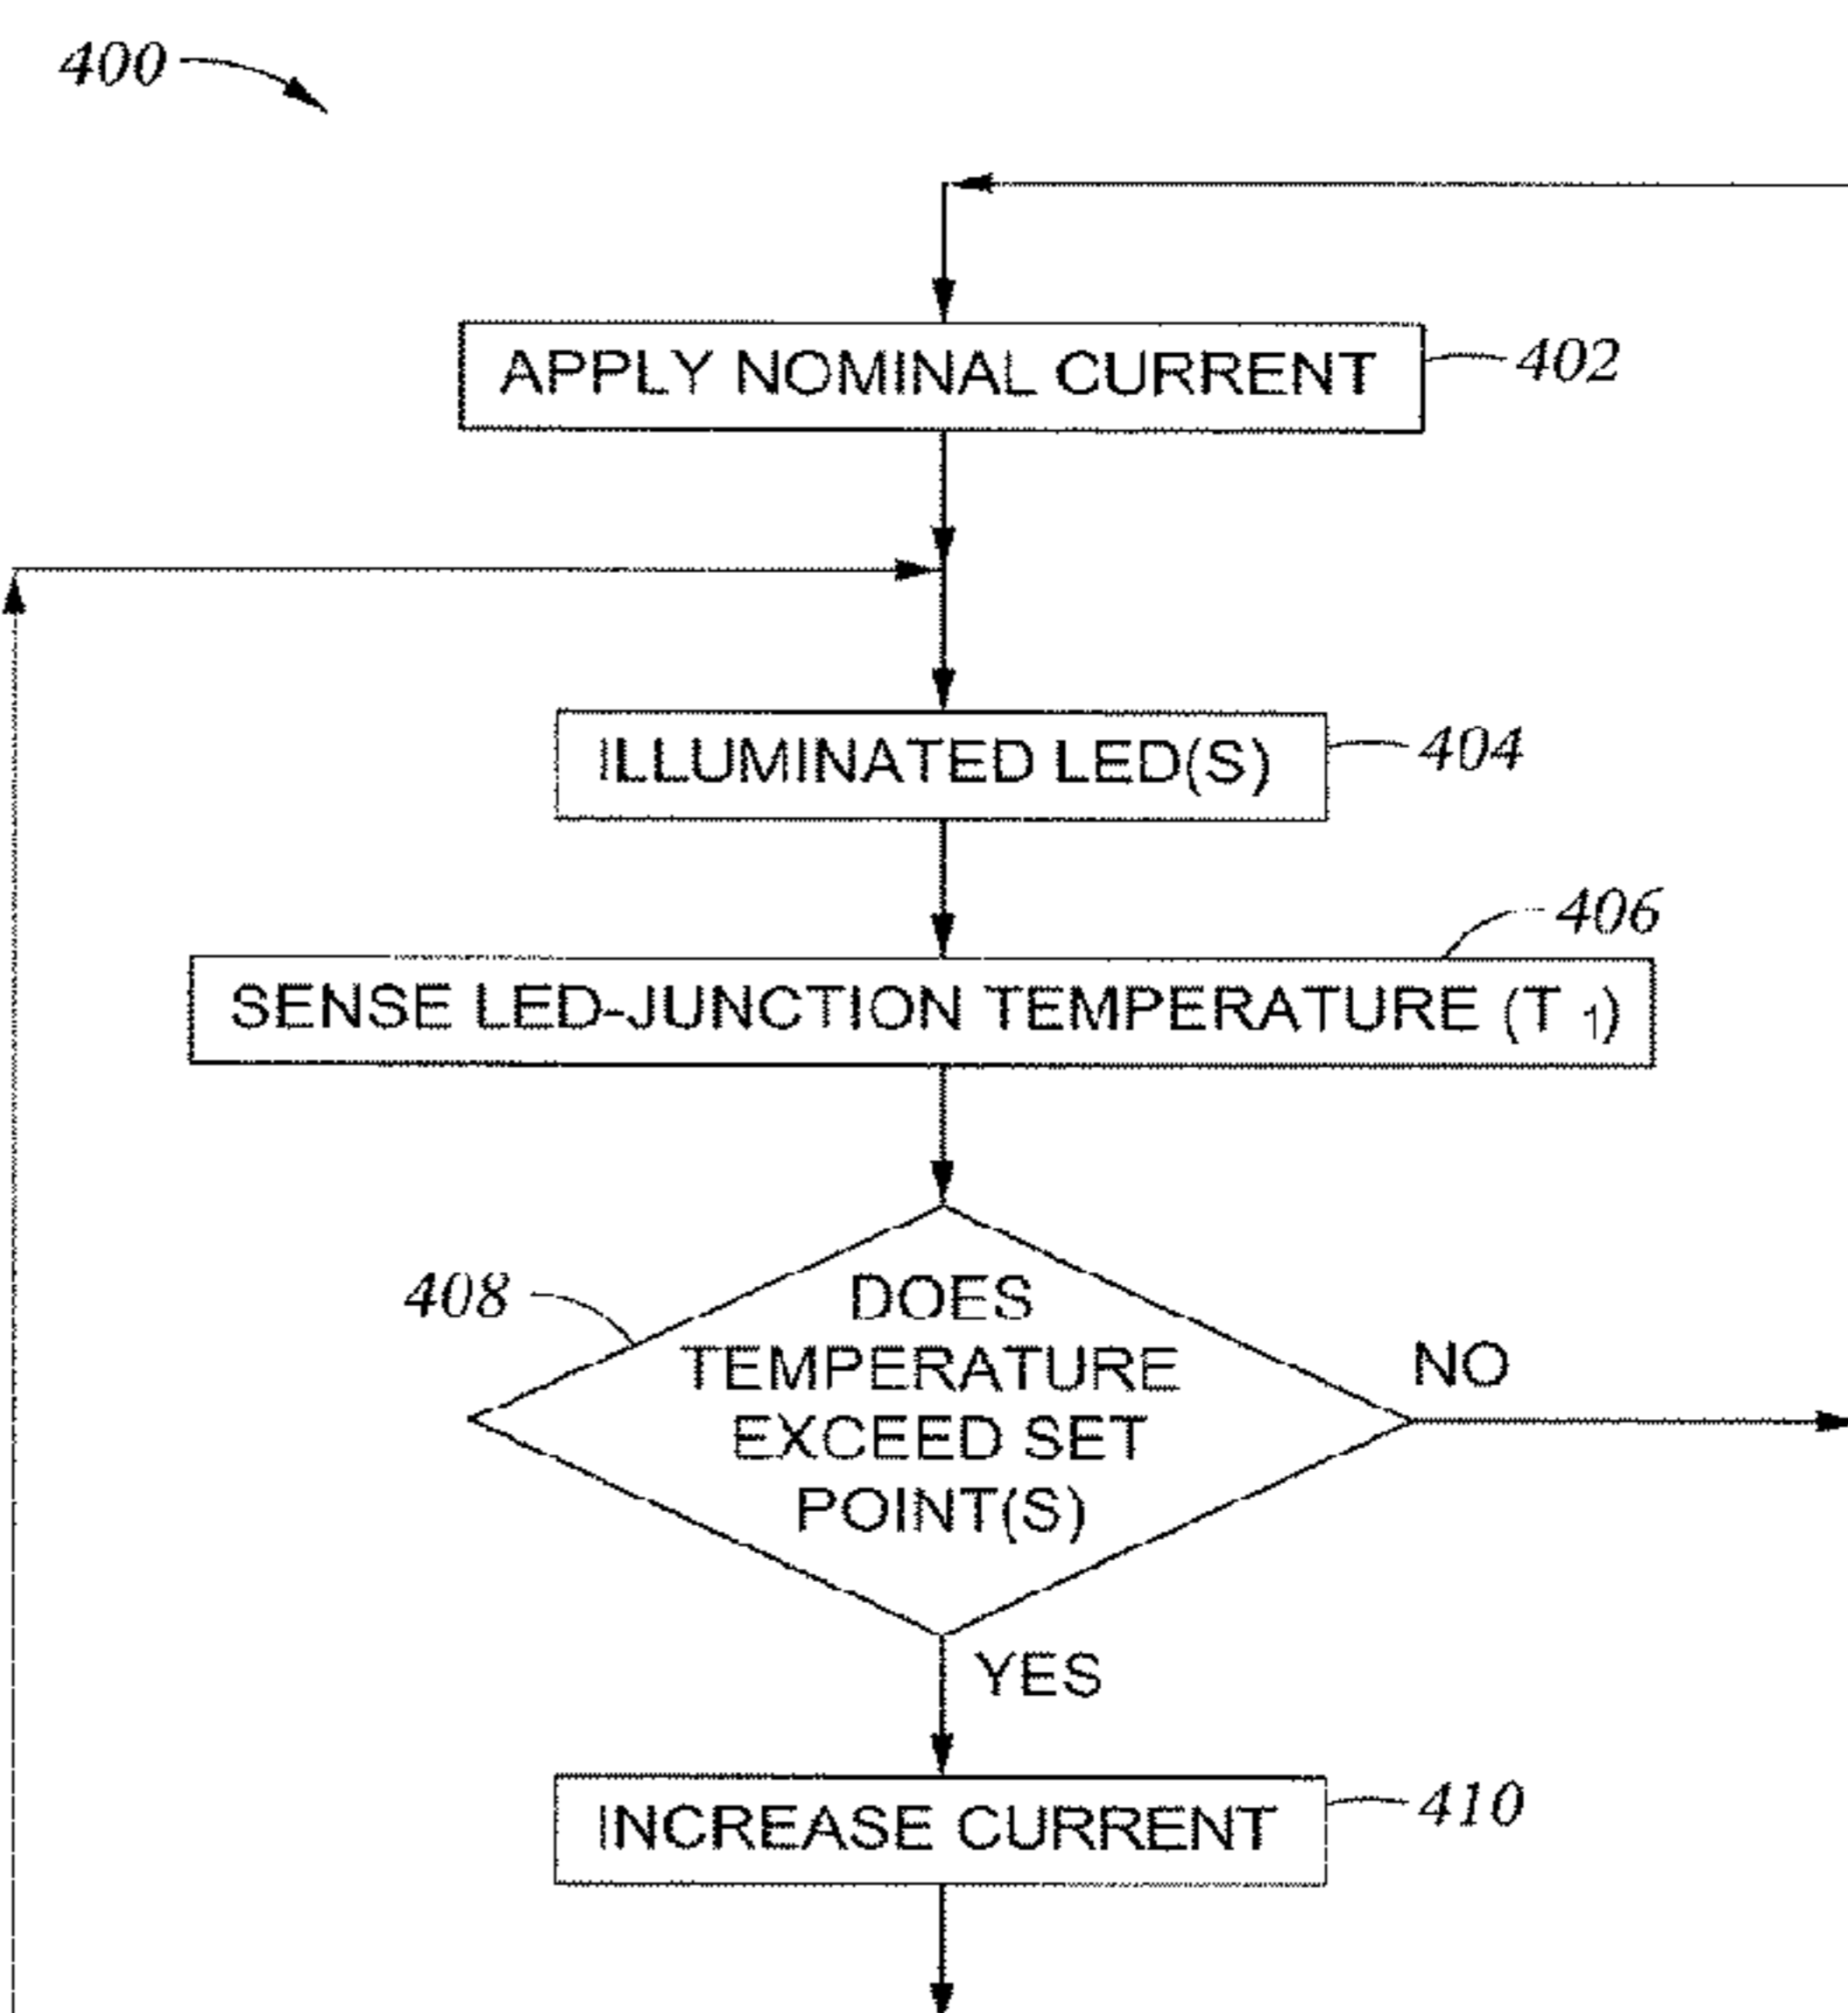 400
APPLY NOMINAL CURRENT
402
ILLUMINATED LED(S)
404
406
SENSE LED-JUNCTION TEMPERATURE (T 1)
408
DOES
TEMPERATURE
EXCEED SET
POINT(S)
NO
YES
INCREASE CURRENT
410